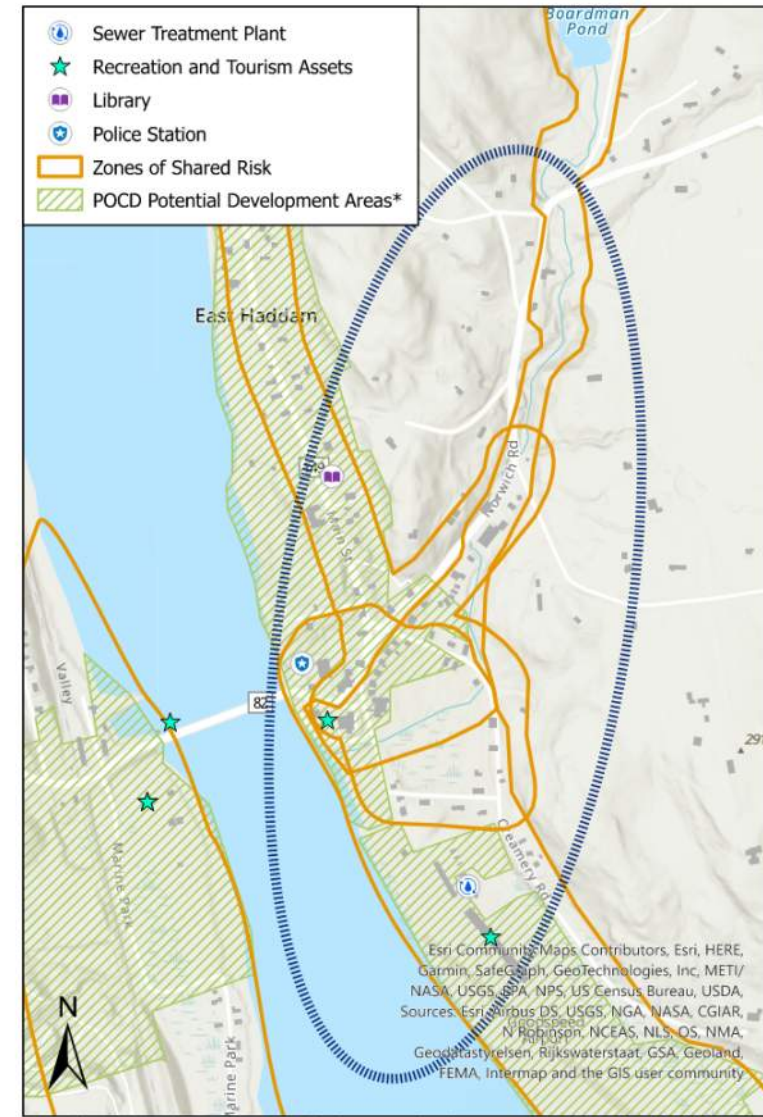 Boardman
Pond
Sewer Treatment Plant
Recreation and Tourism Assets
Library
Police Station
Zones of Shared Risk
POCD Potential Development Areas*
East Haddam
Norwich Rd
Main St
Valley
82
291
Marine Park
Creamery Rd
Esri Community Maps Contributors, Esri, HERE,
Garmin, SafeGraph, GeoTechnologies, Inc, METI/
NASA, USGS, EPA, NPS, US Census Bureau, USDA,
Sources: Esri, Airbus DS, USGS, NGA, NASA, CGIAR,
N Robinson, NCEAS, NLS, OS, NMA,
Geodatastyrelsen, Rijkswaterstaat, GSA, Geoland,
FEMA, Intermap and the GIS user community
N
Marine Park